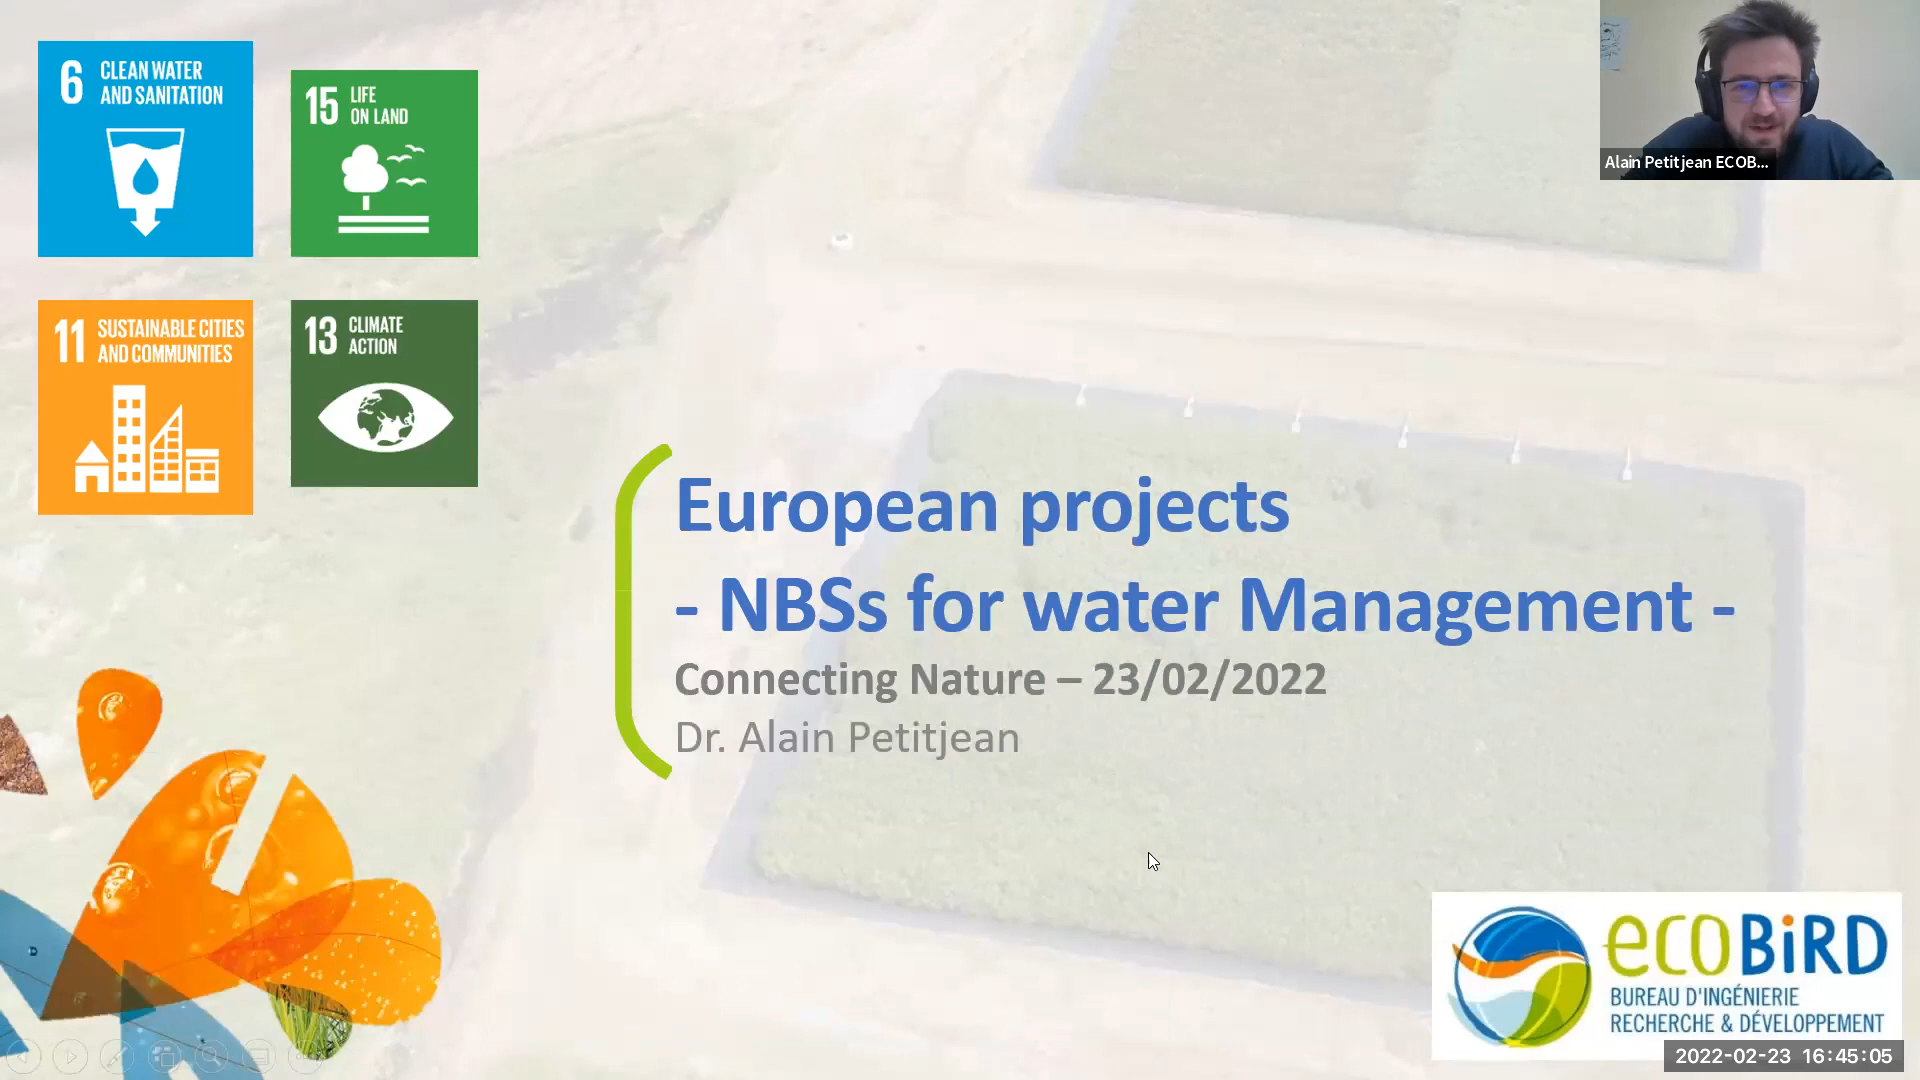 6 CLEAN WATER
AND SANITATION
15 LIFE
ON LAND
11 SUSTAINABLE CITIES
AND COMMUNITIES
13 CLIMATE
ACTION
Alain Petitjean ECOB...
European projects
- NBSs for water Management -
Connecting Nature – 23/02/2022
Dr. Alain Petitjean
ecoBiRD
BUREAU D'INGÉNIERIE
RECHERCHE & DÉVELOPPEMENT
2022-02-23 16:45:05